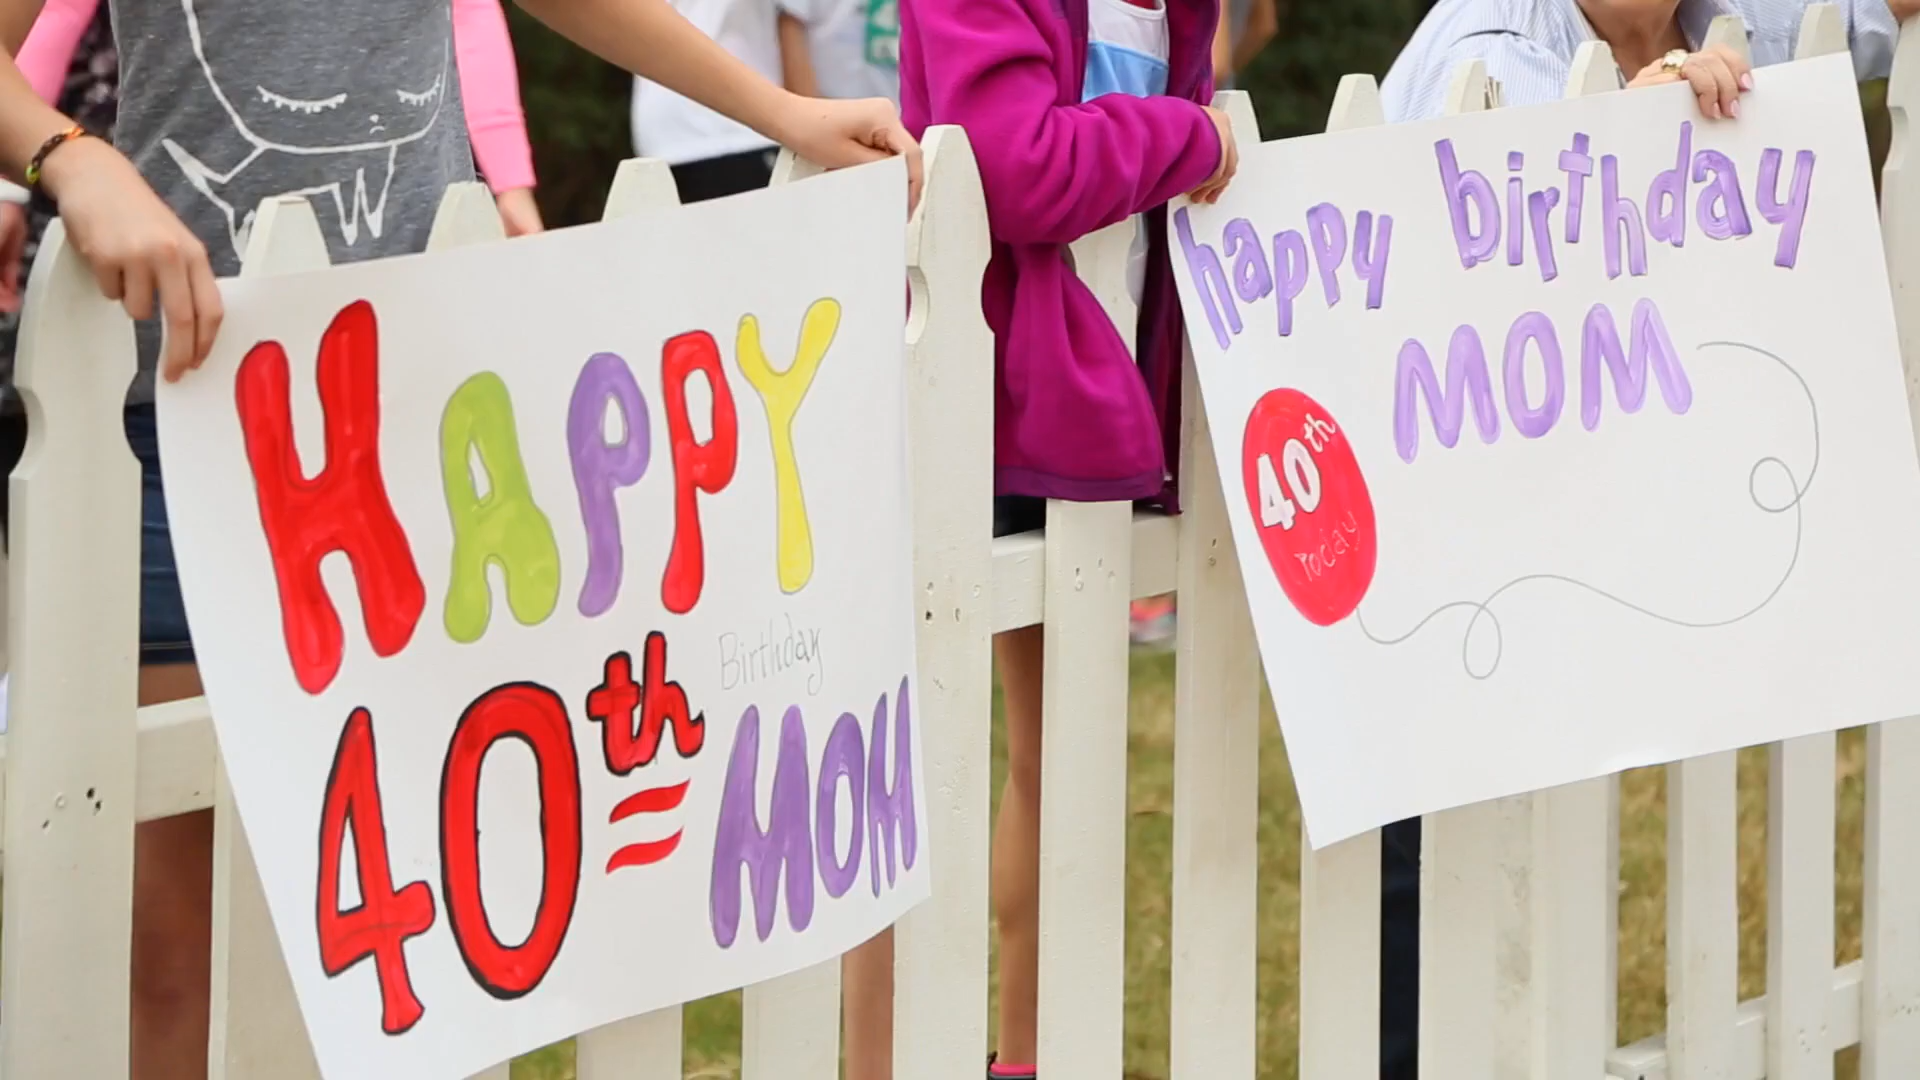 HAPPY
40th Birthday
MOM
happy birthday
MOM
40th
Today